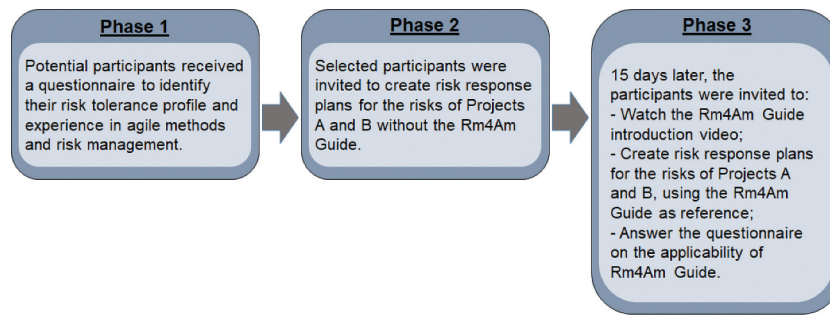 Phase 1
Potential participants received
a questionnaire to identify
their risk tolerance profile and
experience in agile methods
and risk management.
Phase 2
Selected participants were
invited to create risk response
plans for the risks of Projects
A and B without the Rm4Am
Guide.
Phase 3
15 days later, the
participants were invited to:
- Watch the Rm4Am Guide
introduction video;
- Create risk response plans
for the risks of Projects A
and B, using the Rm4Am
Guide as reference;
- Answer the questionnaire
on the applicability of
Rm4Am Guide.